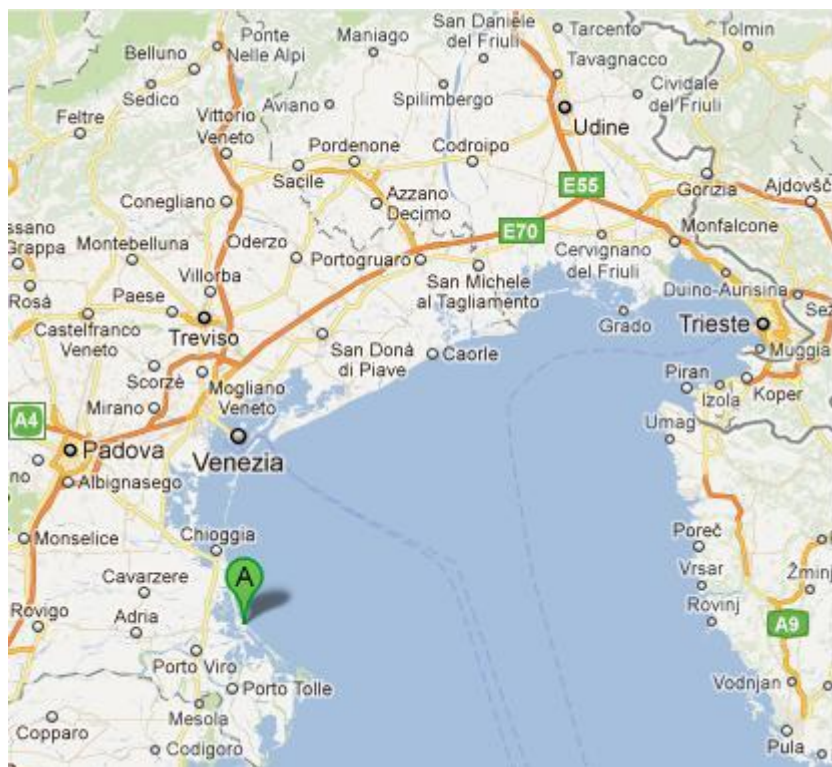 Ponte
Nelle Alpi
Maniago
San Daniele
del Friuli
Tarcento
Tolmin
Belluno
Tavagnacco
Sedico
Aviano
Spilimbergo
Cividale
del Friuli
Feltre
Vittorio
Veneto
Udine
Pordenone
Codroipo
Sacile
E55
Gorizia
Ajdovšč
Conegliano
Azzano
Decimo
ssano
Grappa
Montebelluna
Oderzo
E70
Monfalcone
Portogruaro
Cervignano
del Friuli
Villorba
San Michele
al Tagliamento
Duino-Aurisina
Rosà
Paese
Sež
Castelfranco
Veneto
Treviso
Grado
Trieste
San Donà
di Piave
Caorle
Muggia
Scorzè
Mogliano
Veneto
Piran
Izola
Koper
Mirano
A4
Umag
Padova
Venezia
no
Albignasego
Monselice
Chioggia
Poreč
A
Cavarzere
Vrsar
Žminj
Rovigo
Adria
Rovinj
A9
Porto Viro
Porto Tolle
Vodnjan
Mesola
Copparo
Codigoro
Pula